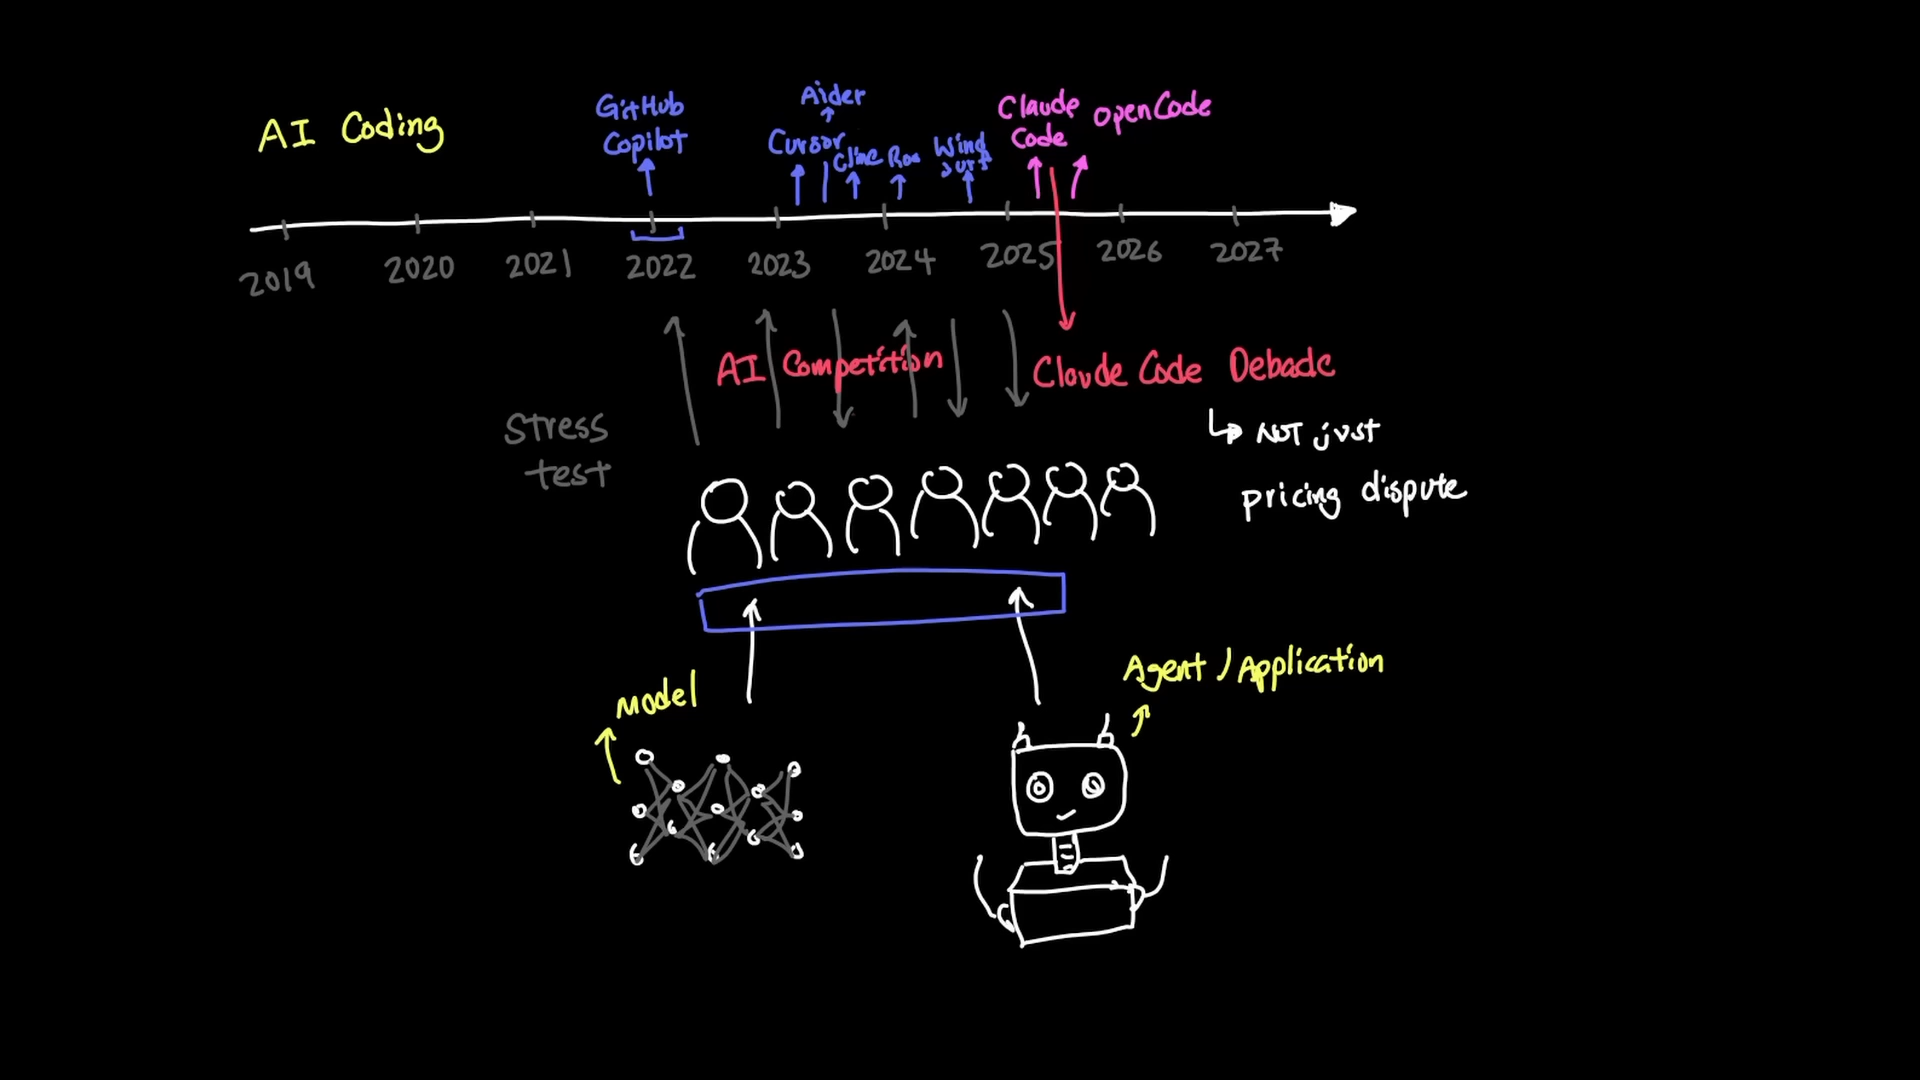 AI Coding
GitHub
Copilot
Aider
Cursor
Cline
Roo
Wind
surf
Claude
Code
openCode
2019
2020
2021
2022
2023
2024
2025
2026
2027
AI Competition
Claude Code Debacle
Stress
test
NOT just
pricing dispute
Model
Agent / Application